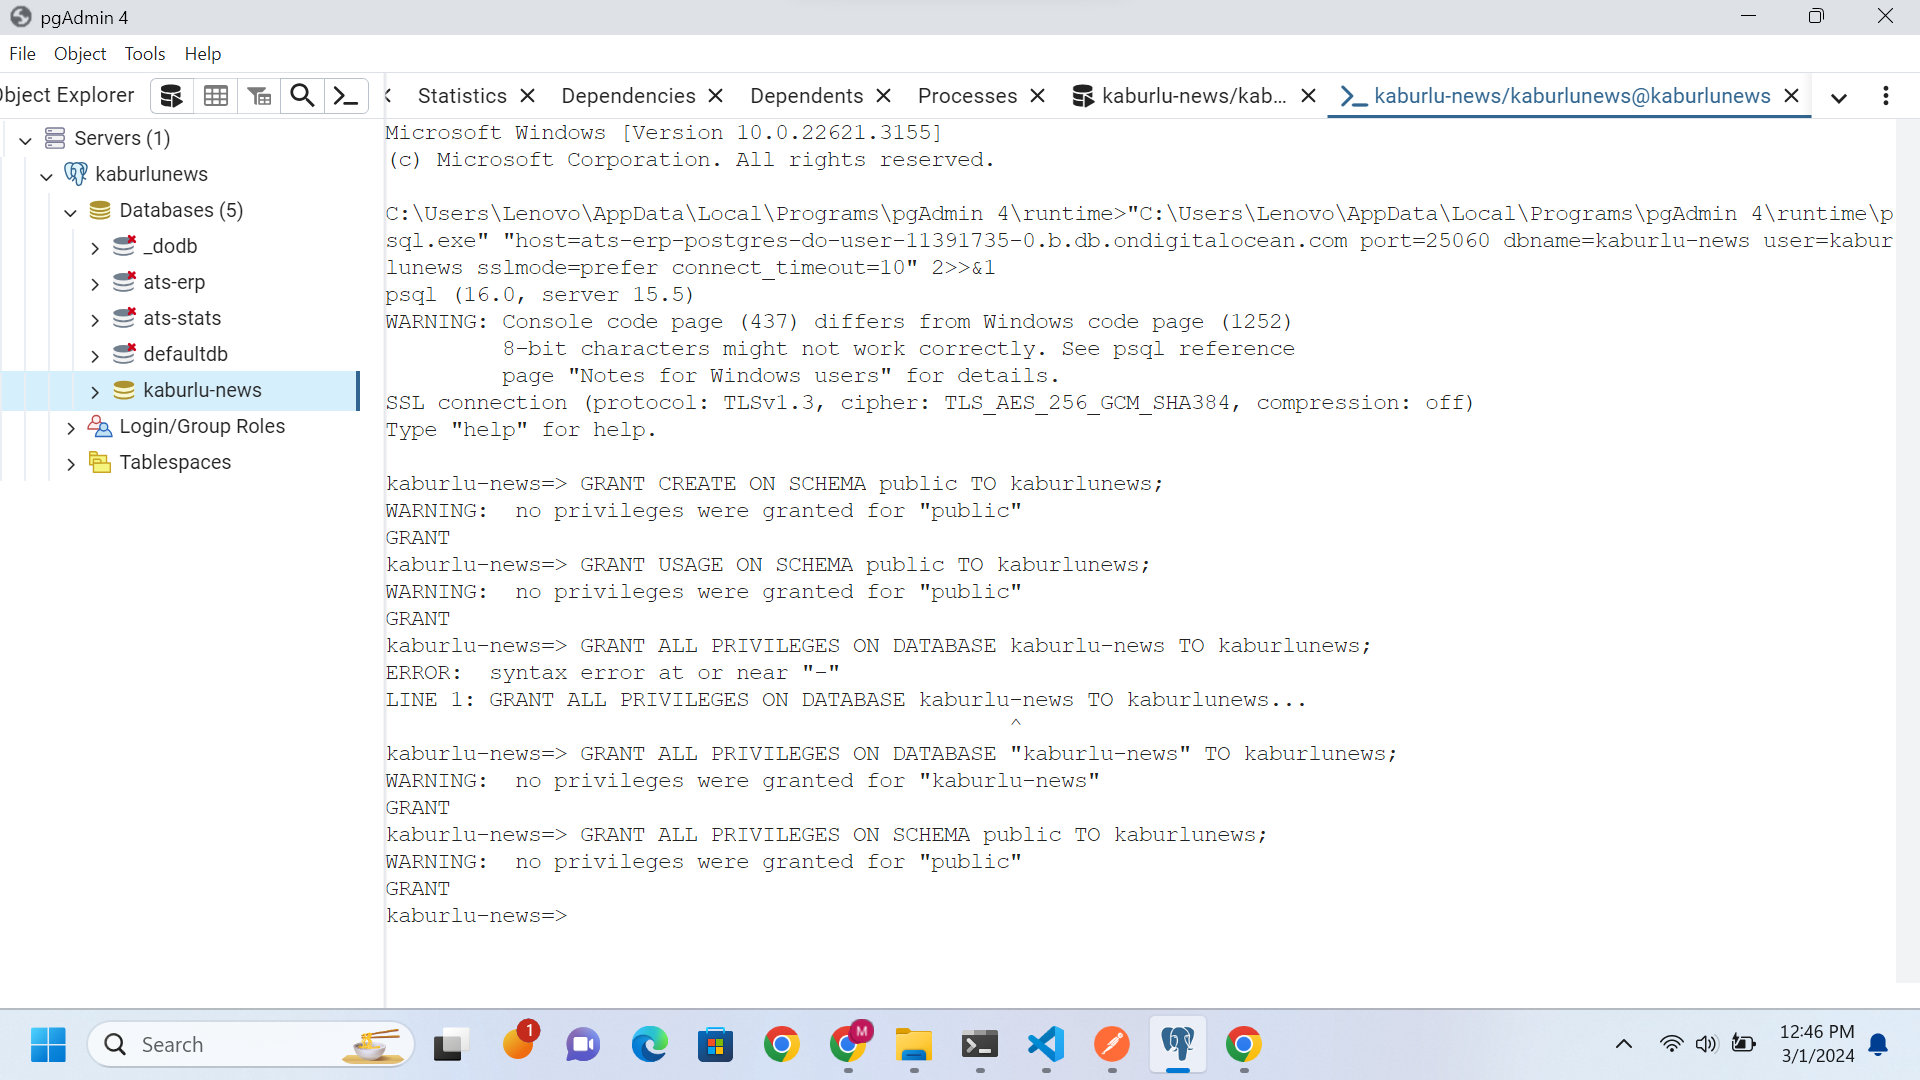 pgAdmin 4
File Object Tools Help
Object Explorer
Statistics Dependencies Dependents Processes kaburlu-news/kab... kaburlu-news/kaburlunews@kaburlunews
Servers (1)
kaburlunews
Databases (5)
_dodb
ats-erp
ats-stats
defaultdb
kaburlu-news
Login/Group Roles
Tablespaces
Microsoft Windows [Version 10.0.22621.3155]
(c) Microsoft Corporation. All rights reserved.
C:\Users\Lenovo\AppData\Local\Programs\pgAdmin 4\runtime>"C:\Users\Lenovo\AppData\Local\Programs\pgAdmin 4\runtime\p
sql.exe" "host=ats-erp-postgres-do-user-11391735-0.b.db.ondigitalocean.com port=25060 dbname=kaburlu-news user=kabur
lunews sslmode=prefer connect_timeout=10" 2>>&1
psql (16.0, server 15.5)
WARNING: Console code page (437) differs from Windows code page (1252)
8-bit characters might not work correctly. See psql reference
page "Notes for Windows users" for details.
SSL connection (protocol: TLSv1.3, cipher: TLS_AES_256_GCM_SHA384, compression: off)
Type "help" for help.
kaburlu-news=> GRANT CREATE ON SCHEMA public TO kaburlunews;
WARNING:  no privileges were granted for "public"
GRANT
kaburlu-news=> GRANT USAGE ON SCHEMA public TO kaburlunews;
WARNING:  no privileges were granted for "public"
GRANT
kaburlu-news=> GRANT ALL PRIVILEGES ON DATABASE kaburlu-news TO kaburlunews;
ERROR:  syntax error at or near "-"
LINE 1: GRANT ALL PRIVILEGES ON DATABASE kaburlu-news TO kaburlunews...
^
kaburlu-news=> GRANT ALL PRIVILEGES ON DATABASE "kaburlu-news" TO kaburlunews;
WARNING:  no privileges were granted for "kaburlu-news"
GRANT
kaburlu-news=> GRANT ALL PRIVILEGES ON SCHEMA public TO kaburlunews;
WARNING:  no privileges were granted for "public"
GRANT
kaburlu-news=>
Search
1
M
12:46 PM
3/1/2024